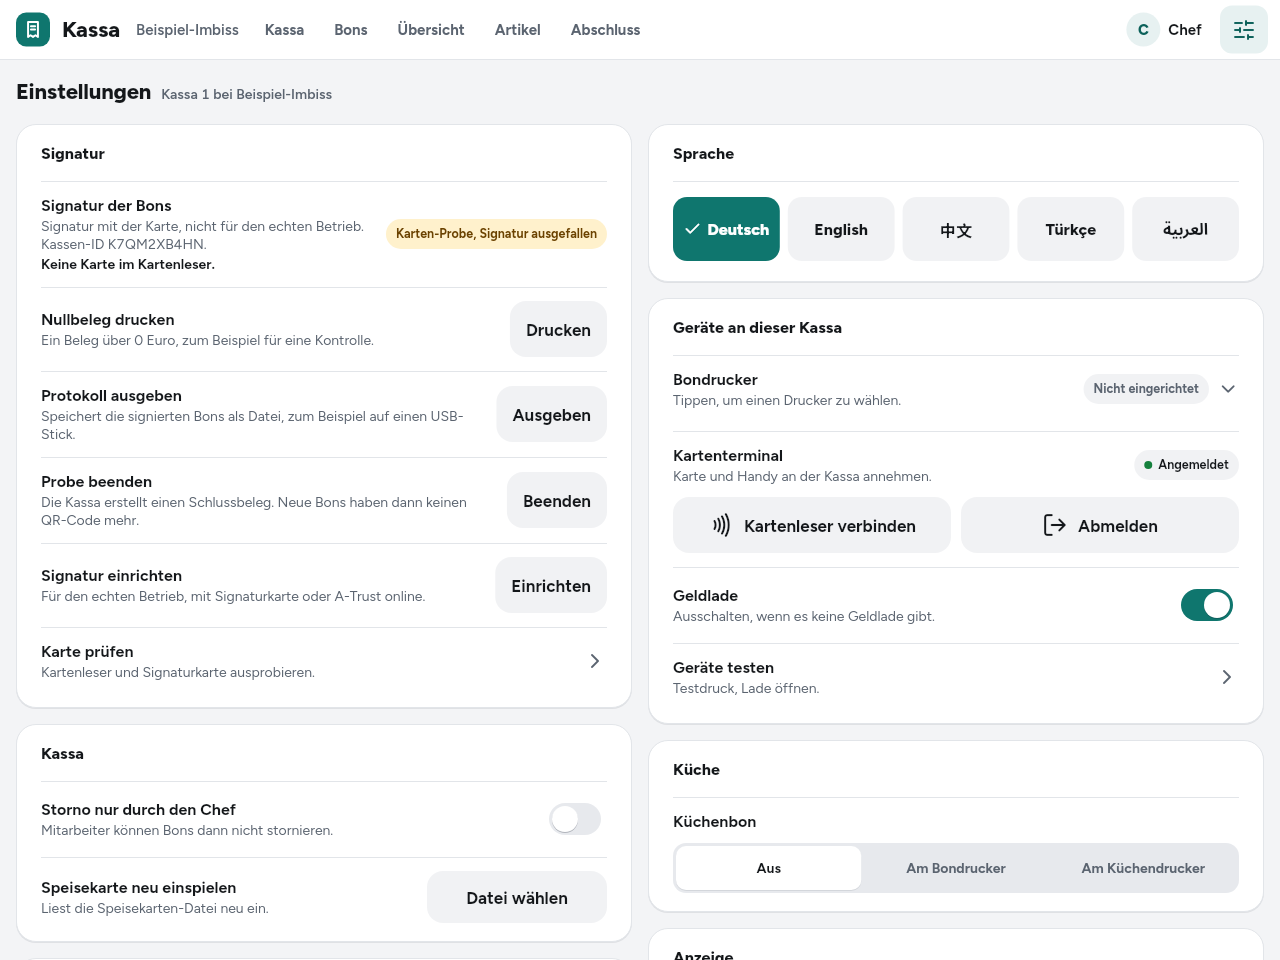 Kassa Beispiel-Imbiss Kassa Bons Übersicht Artikel Abschluss C Chef
Einstellungen Kassa 1 bei Beispiel-Imbiss
Signatur
Signatur der Bons
Signatur mit der Karte, nicht für den echten Betrieb.
Kassen-ID K7QM2XB4HN.
Keine Karte im Kartenleser.
Karten-Probe, Signatur ausgefallen
Nullbeleg drucken
Ein Beleg über 0 Euro, zum Beispiel für eine Kontrolle.
Drucken
Protokoll ausgeben
Speichert die signierten Bons als Datei, zum Beispiel auf einen USB-
Stick.
Ausgeben
Probe beenden
Die Kassa erstellt einen Schlussbeleg. Neue Bons haben dann keinen
QR-Code mehr.
Beenden
Signatur einrichten
Für den echten Betrieb, mit Signaturkarte oder A-Trust online.
Einrichten
Karte prüfen
Kartenleser und Signaturkarte ausprobieren.
Kassa
Storno nur durch den Chef
Mitarbeiter können Bons dann nicht stornieren.
Speisekarte neu einspielen
Liest die Speisekarten-Datei neu ein.
Datei wählen
Sprache
Deutsch English 中文 Türkçe العربية
Geräte an dieser Kassa
Bondrucker
Tippen, um einen Drucker zu wählen.
Nicht eingerichtet
Kartenterminal
Karte und Handy an der Kassa annehmen.
Angemeldet
Kartenleser verbinden Abmelden
Geldlade
Ausschalten, wenn es keine Geldlade gibt.
Geräte testen
Testdruck, Lade öffnen.
Küche
Küchenbon
Aus Am Bondrucker Am Küchendrucker
Anzeige